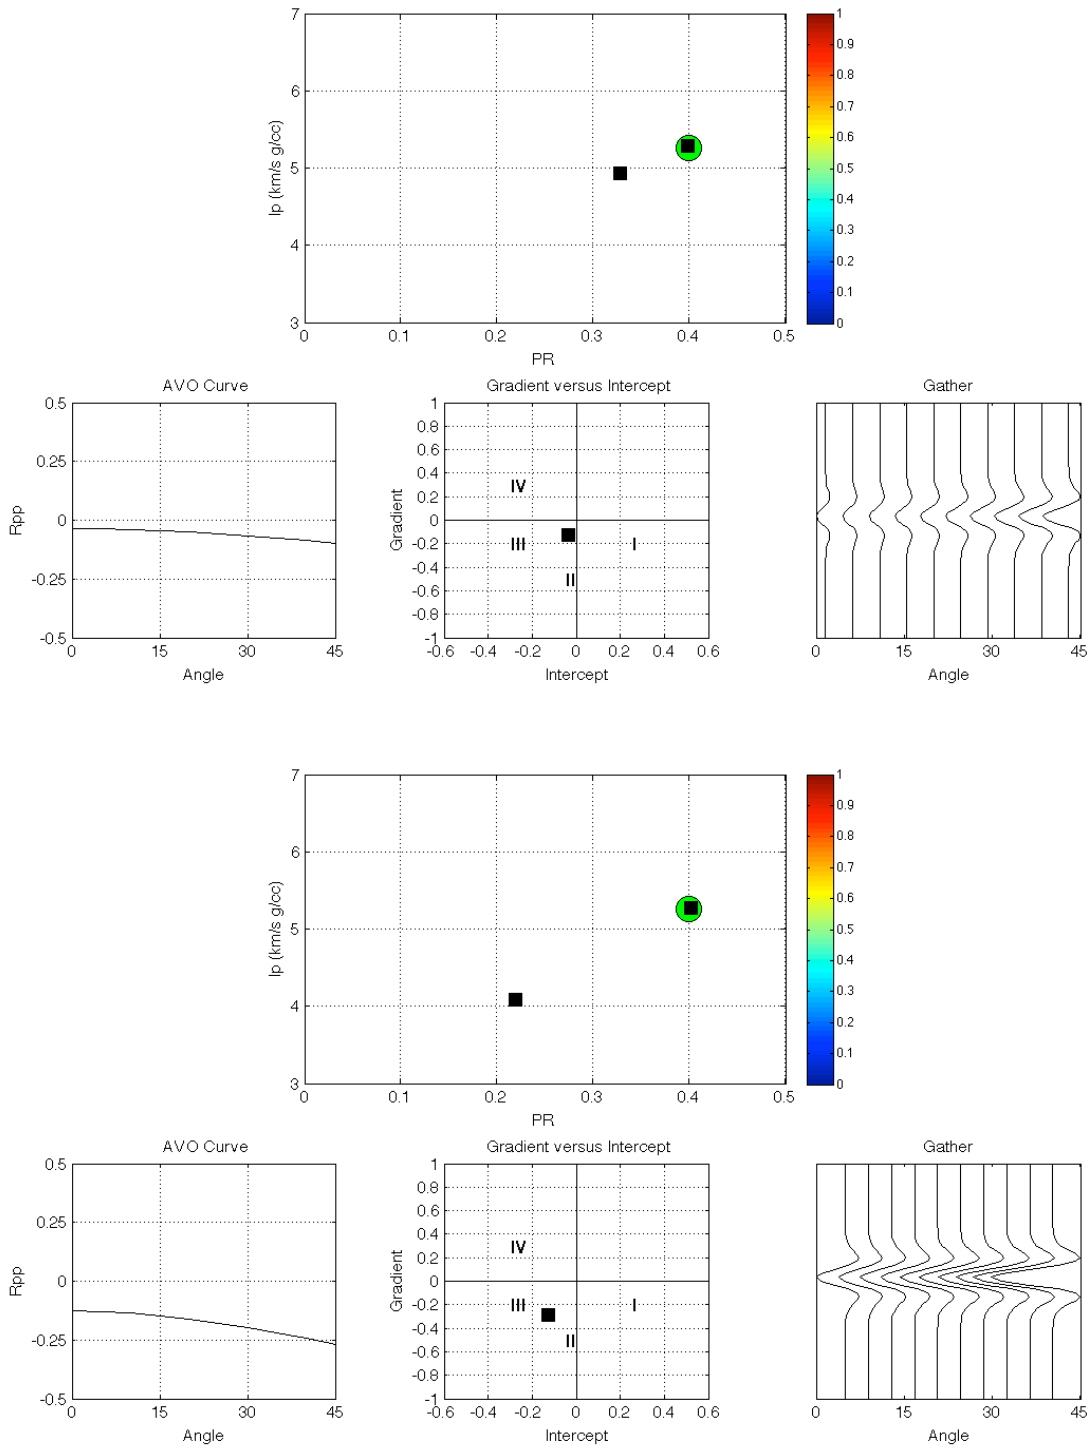 7
6
5
4
3
Ip (km/s g/cc)
0 0.1 0.2 0.3 0.4 0.5
PR
1
0.9
0.8
0.7
0.6
0.5
0.4
0.3
0.2
0.1
0
AVO Curve
0.5
0.25
0
-0.25
-0.5
Rpp
0 15 30 45
Angle
Gradient versus Intercept
1
0.8
0.6
0.4
0.2
0
-0.2
-0.4
-0.6
-0.8
-1
Gradient
IV
III
I
II
-0.6 -0.4 -0.2 0 0.2 0.4 0.6
Intercept
Gather
0 15 30 45
Angle
7
6
5
4
3
Ip (km/s g/cc)
0 0.1 0.2 0.3 0.4 0.5
PR
1
0.9
0.8
0.7
0.6
0.5
0.4
0.3
0.2
0.1
0
AVO Curve
0.5
0.25
0
-0.25
-0.5
Rpp
0 15 30 45
Angle
Gradient versus Intercept
1
0.8
0.6
0.4
0.2
0
-0.2
-0.4
-0.6
-0.8
-1
Gradient
IV
III
I
II
-0.6 -0.4 -0.2 0 0.2 0.4 0.6
Intercept
Gather
0 15 30 45
Angle